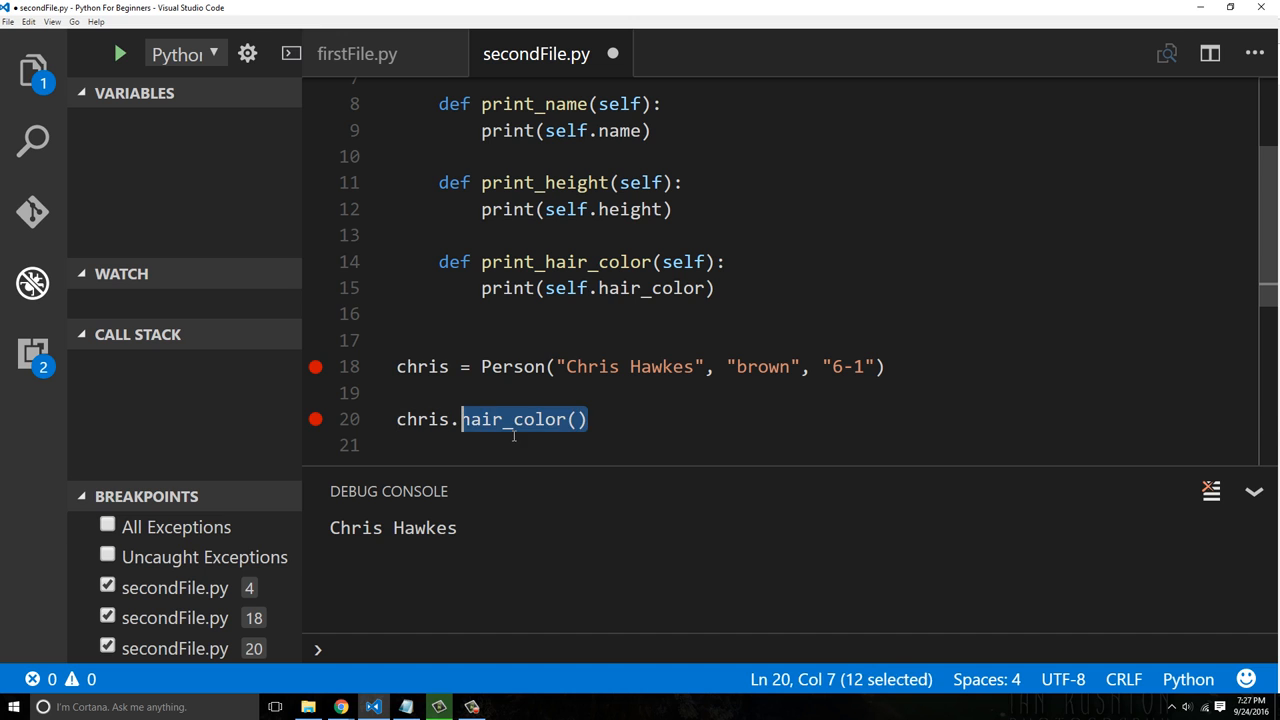 ● secondFile.py - Python For Beginners - Visual Studio Code
File Edit View Go Help
Pythor
firstFile.py
secondFile.py
1
VARIABLES
7
8 def print_name(self):
9 print(self.name)
10
11 def print_height(self):
12 print(self.height)
13
14 def print_hair_color(self):
15 print(self.hair_color)
16
17
18 chris = Person("Chris Hawkes", "brown", "6-1")
19
20 chris.hair_color()
21
WATCH
CALL STACK
2
BREAKPOINTS
All Exceptions
Uncaught Exceptions
secondFile.py 4
secondFile.py 18
secondFile.py 20
DEBUG CONSOLE
Chris Hawkes
0 0
Ln 20, Col 7 (12 selected) Spaces: 4 UTF-8 CRLF Python
I'm Cortana. Ask me anything.
7:27 PM
9/24/2016